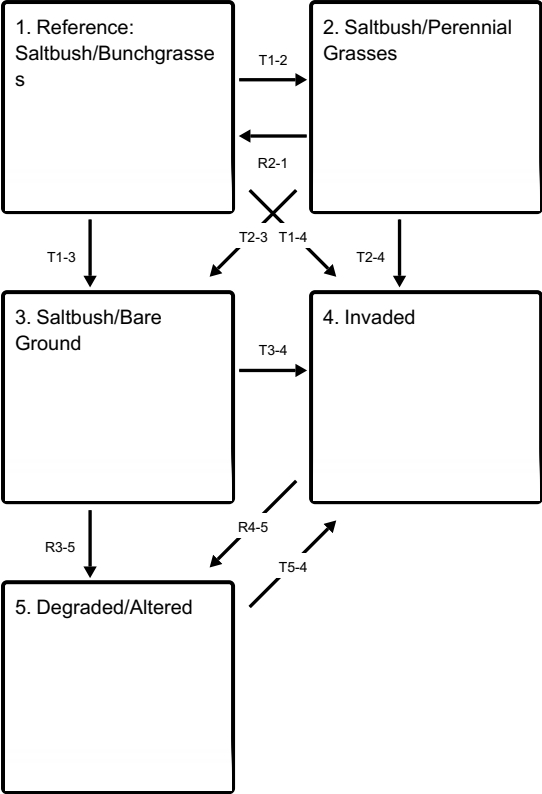 1. Reference:
Saltbush/Bunchgrasse
s
2. Saltbush/Perennial
Grasses
T1-2
R2-1
T1-3
T2-3
T1-4
T2-4
3. Saltbush/Bare
Ground
4. Invaded
T3-4
R3-5
R4-5
T5-4
5. Degraded/Altered